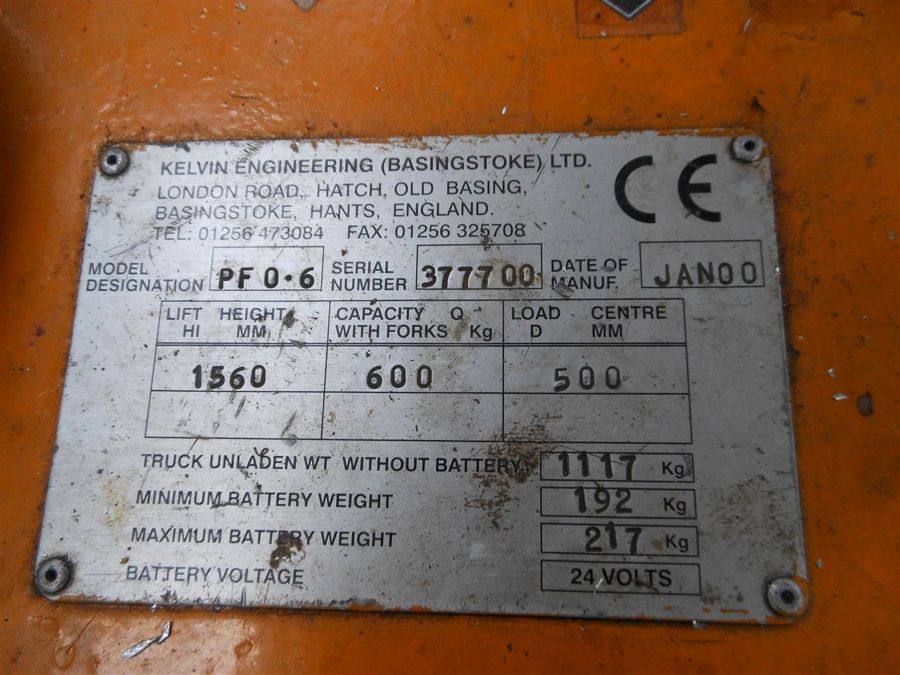 KELVIN ENGINEERING (BASINGSTOKE) LTD.
LONDON ROAD, HATCH, OLD BASING,
BASINGSTOKE, HANTS, ENGLAND.
TEL: 01256 473084 FAX: 01256 325708
CE
MODEL DESIGNATION PF 0·6 SERIAL NUMBER 377700 DATE OF MANUF. JAN00
LIFT HEIGHT CAPACITY Q LOAD CENTRE
HI MM WITH FORKS Kg D MM
1560 600 500
TRUCK UNLADEN WT WITHOUT BATTERY 1117 Kg
MINIMUM BATTERY WEIGHT 192 Kg
MAXIMUM BATTERY WEIGHT 217 Kg
BATTERY VOLTAGE 24 VOLTS